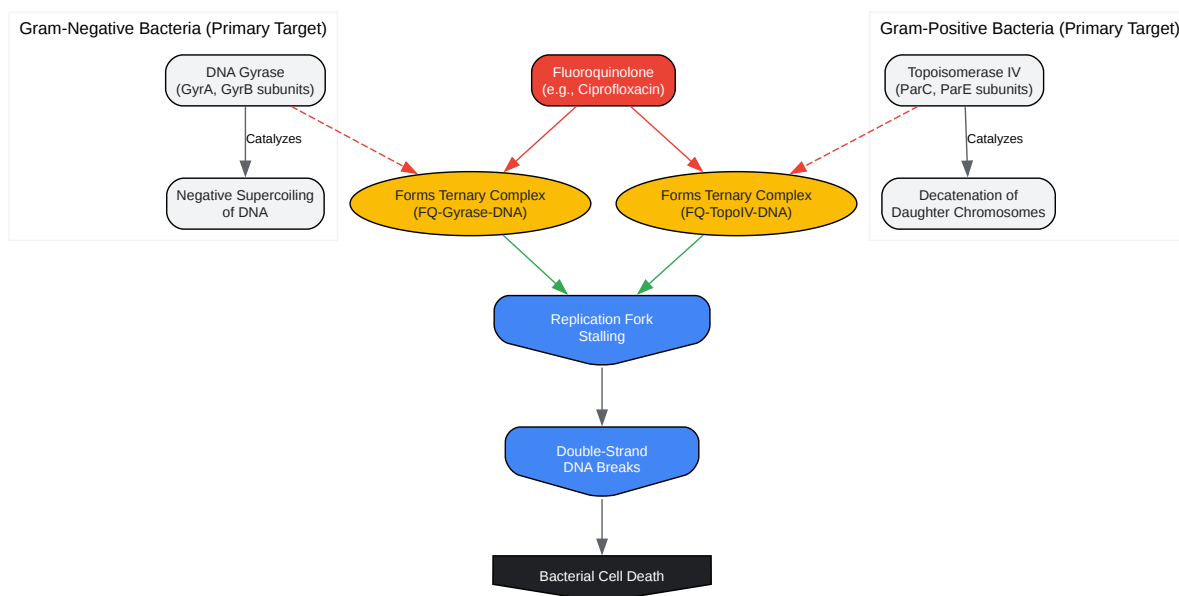 Gram-Negative Bacteria (Primary Target)
Gram-Positive Bacteria (Primary Target)
DNA Gyrase
(GyrA, GyrB subunits)
Fluoroquinolone
(e.g., Ciprofloxacin)
Topoisomerase IV
(ParC, ParE subunits)
Catalyzes
Catalyzes
Negative Supercoiling
of DNA
Forms Ternary Complex
(FQ-Gyrase-DNA)
Forms Ternary Complex
(FQ-TopoIV-DNA)
Decatenation of
Daughter Chromosomes
Replication Fork
Stalling
Double-Strand
DNA Breaks
Bacterial Cell Death